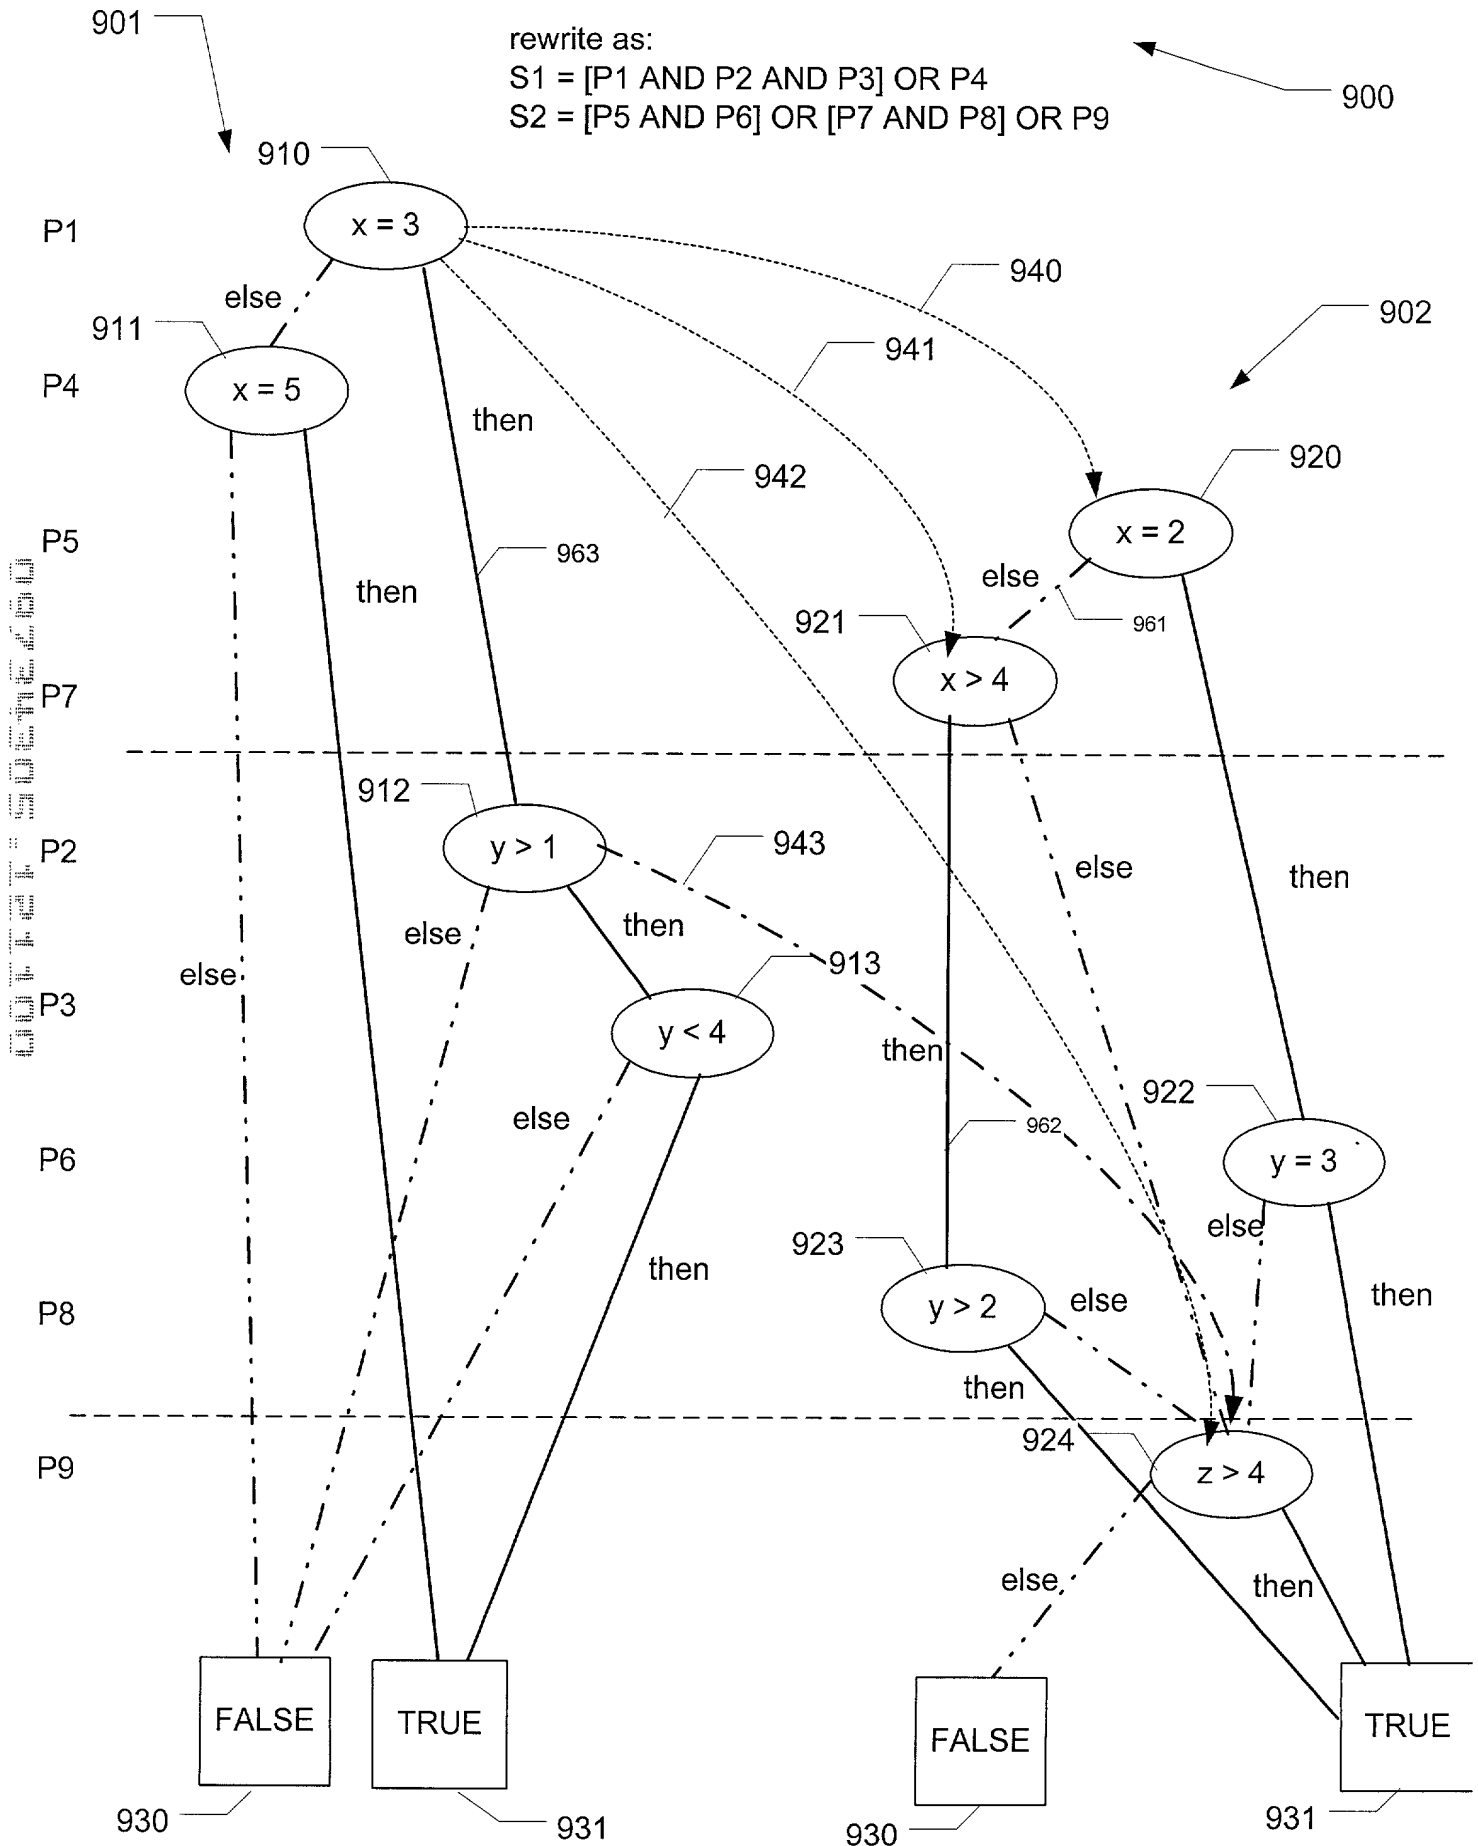 901
rewrite as:
S1 = [P1 AND P2 AND P3] OR P4
S2 = [P5 AND P6] OR [P7 AND P8] OR P9
900
910
P1
x = 3
940
else
902
911
941
P4
x = 5
then
942
920
P5
x = 2
963
else
then
921
961
P7
x > 4
912
P2
y > 1
943
else
then
then
else
else
913
P3
y < 4
then
922
else
962
P6
y = 3
else
923
then
P8
y > 2
else
then
then
924
P9
z > 4
else
then
FALSE
TRUE
FALSE
TRUE
930
931
930
931